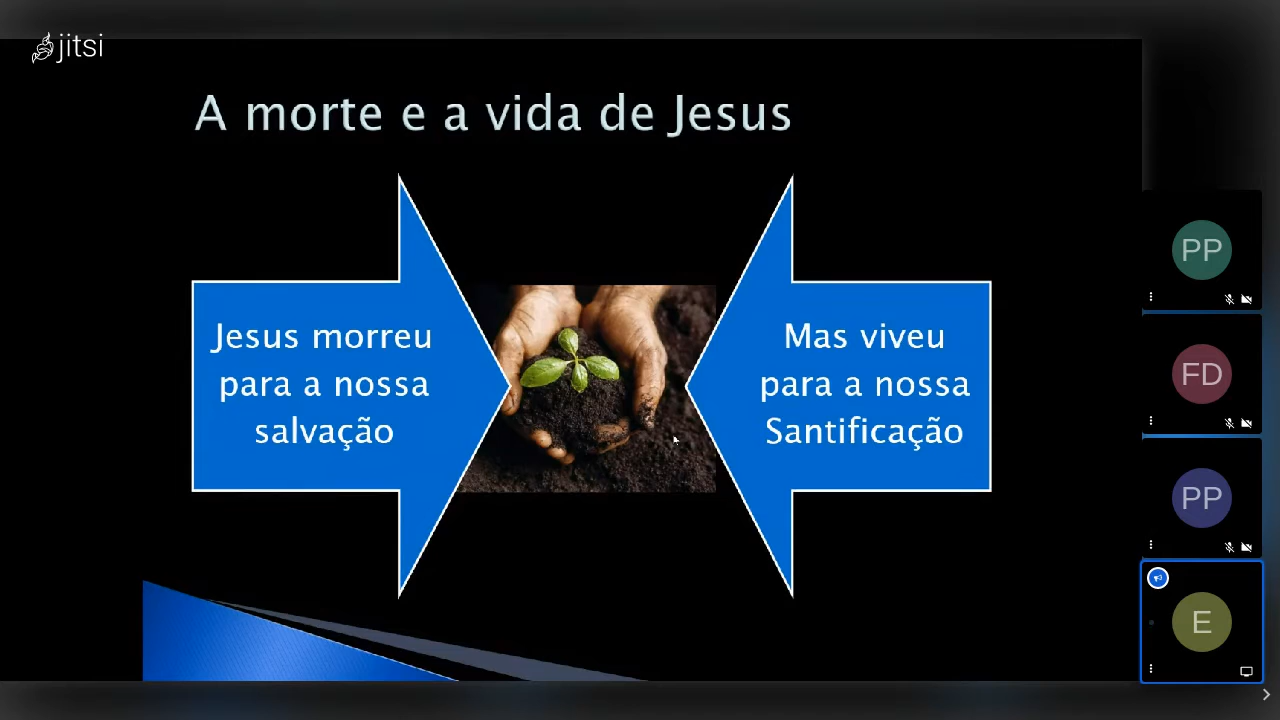 jitsi
A morte e a vida de Jesus
Jesus morreu
para a nossa
salvação
Mas viveu
para a nossa
Santificação
PP
FD
PP
E